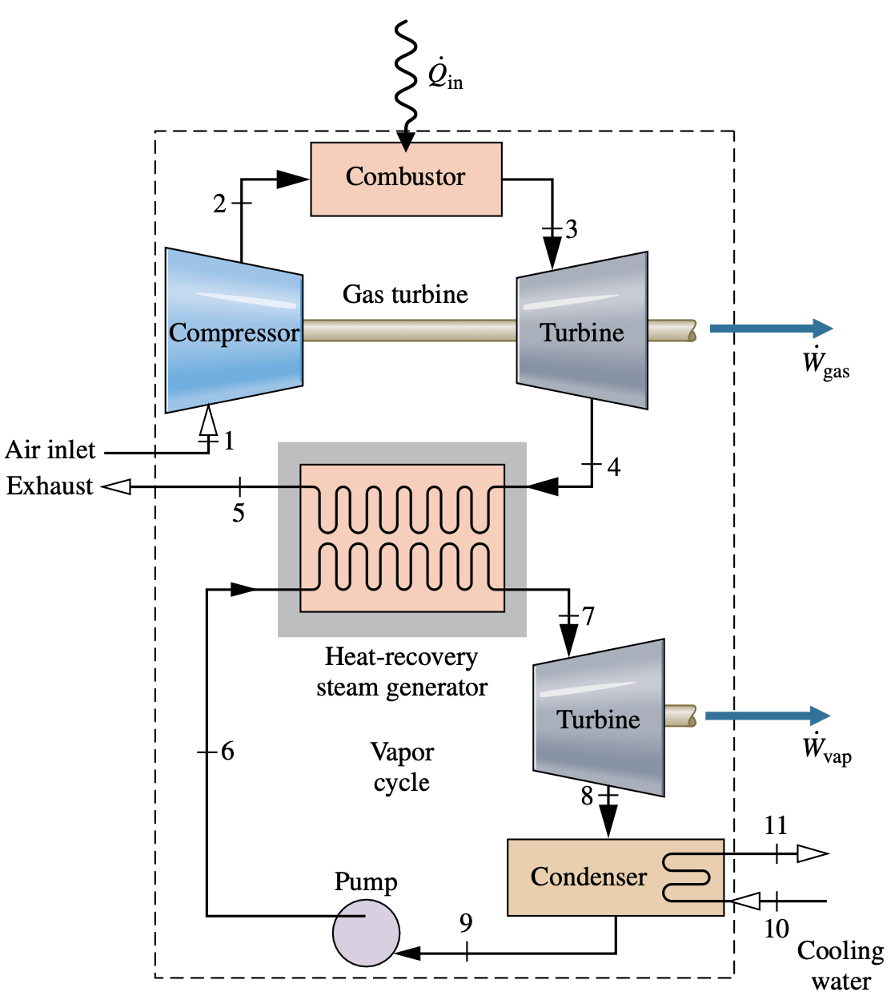 Q̇in
Combustor
2
3
Gas turbine
Compressor
Turbine
Ẇgas
Air inlet
1
Exhaust
4
5
7
Heat-recovery
steam generator
Turbine
Ẇvap
6
Vapor
cycle
8
11
Condenser
Pump
9
10
Cooling
water